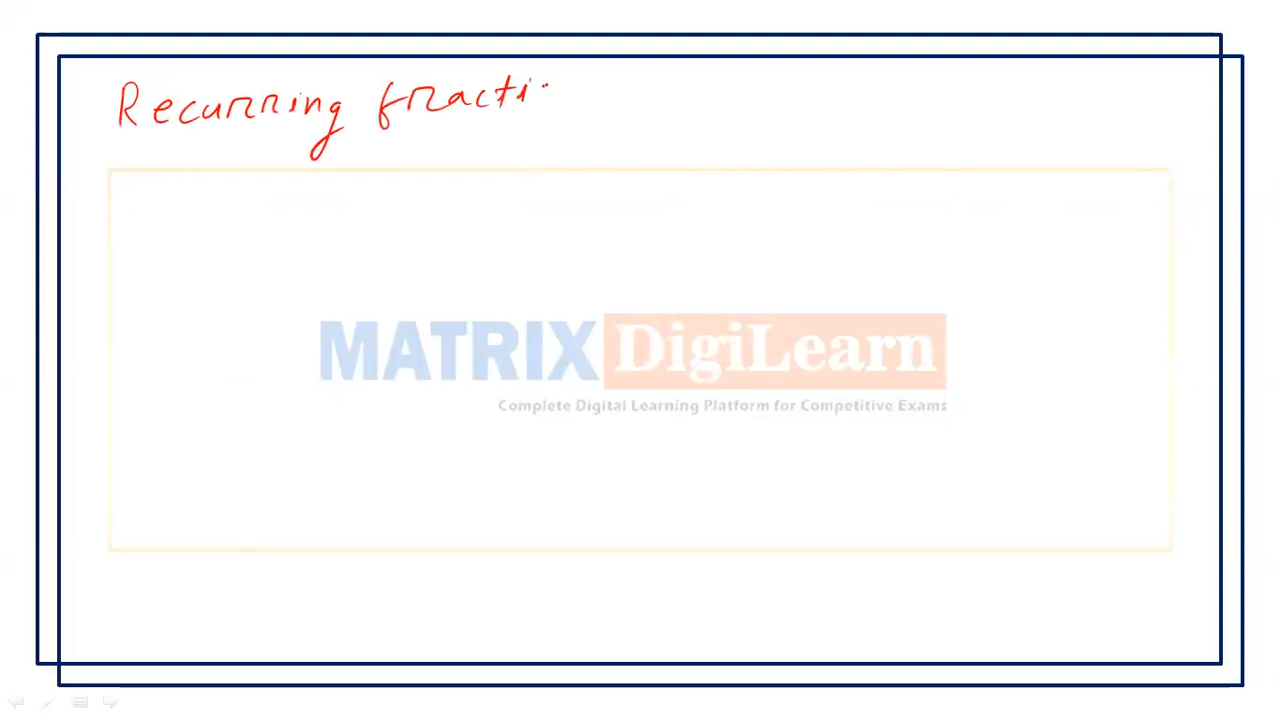 Recurring fracti
MATRIX DigiLearn
Complete Digital Learning Platform for Competitive Exams